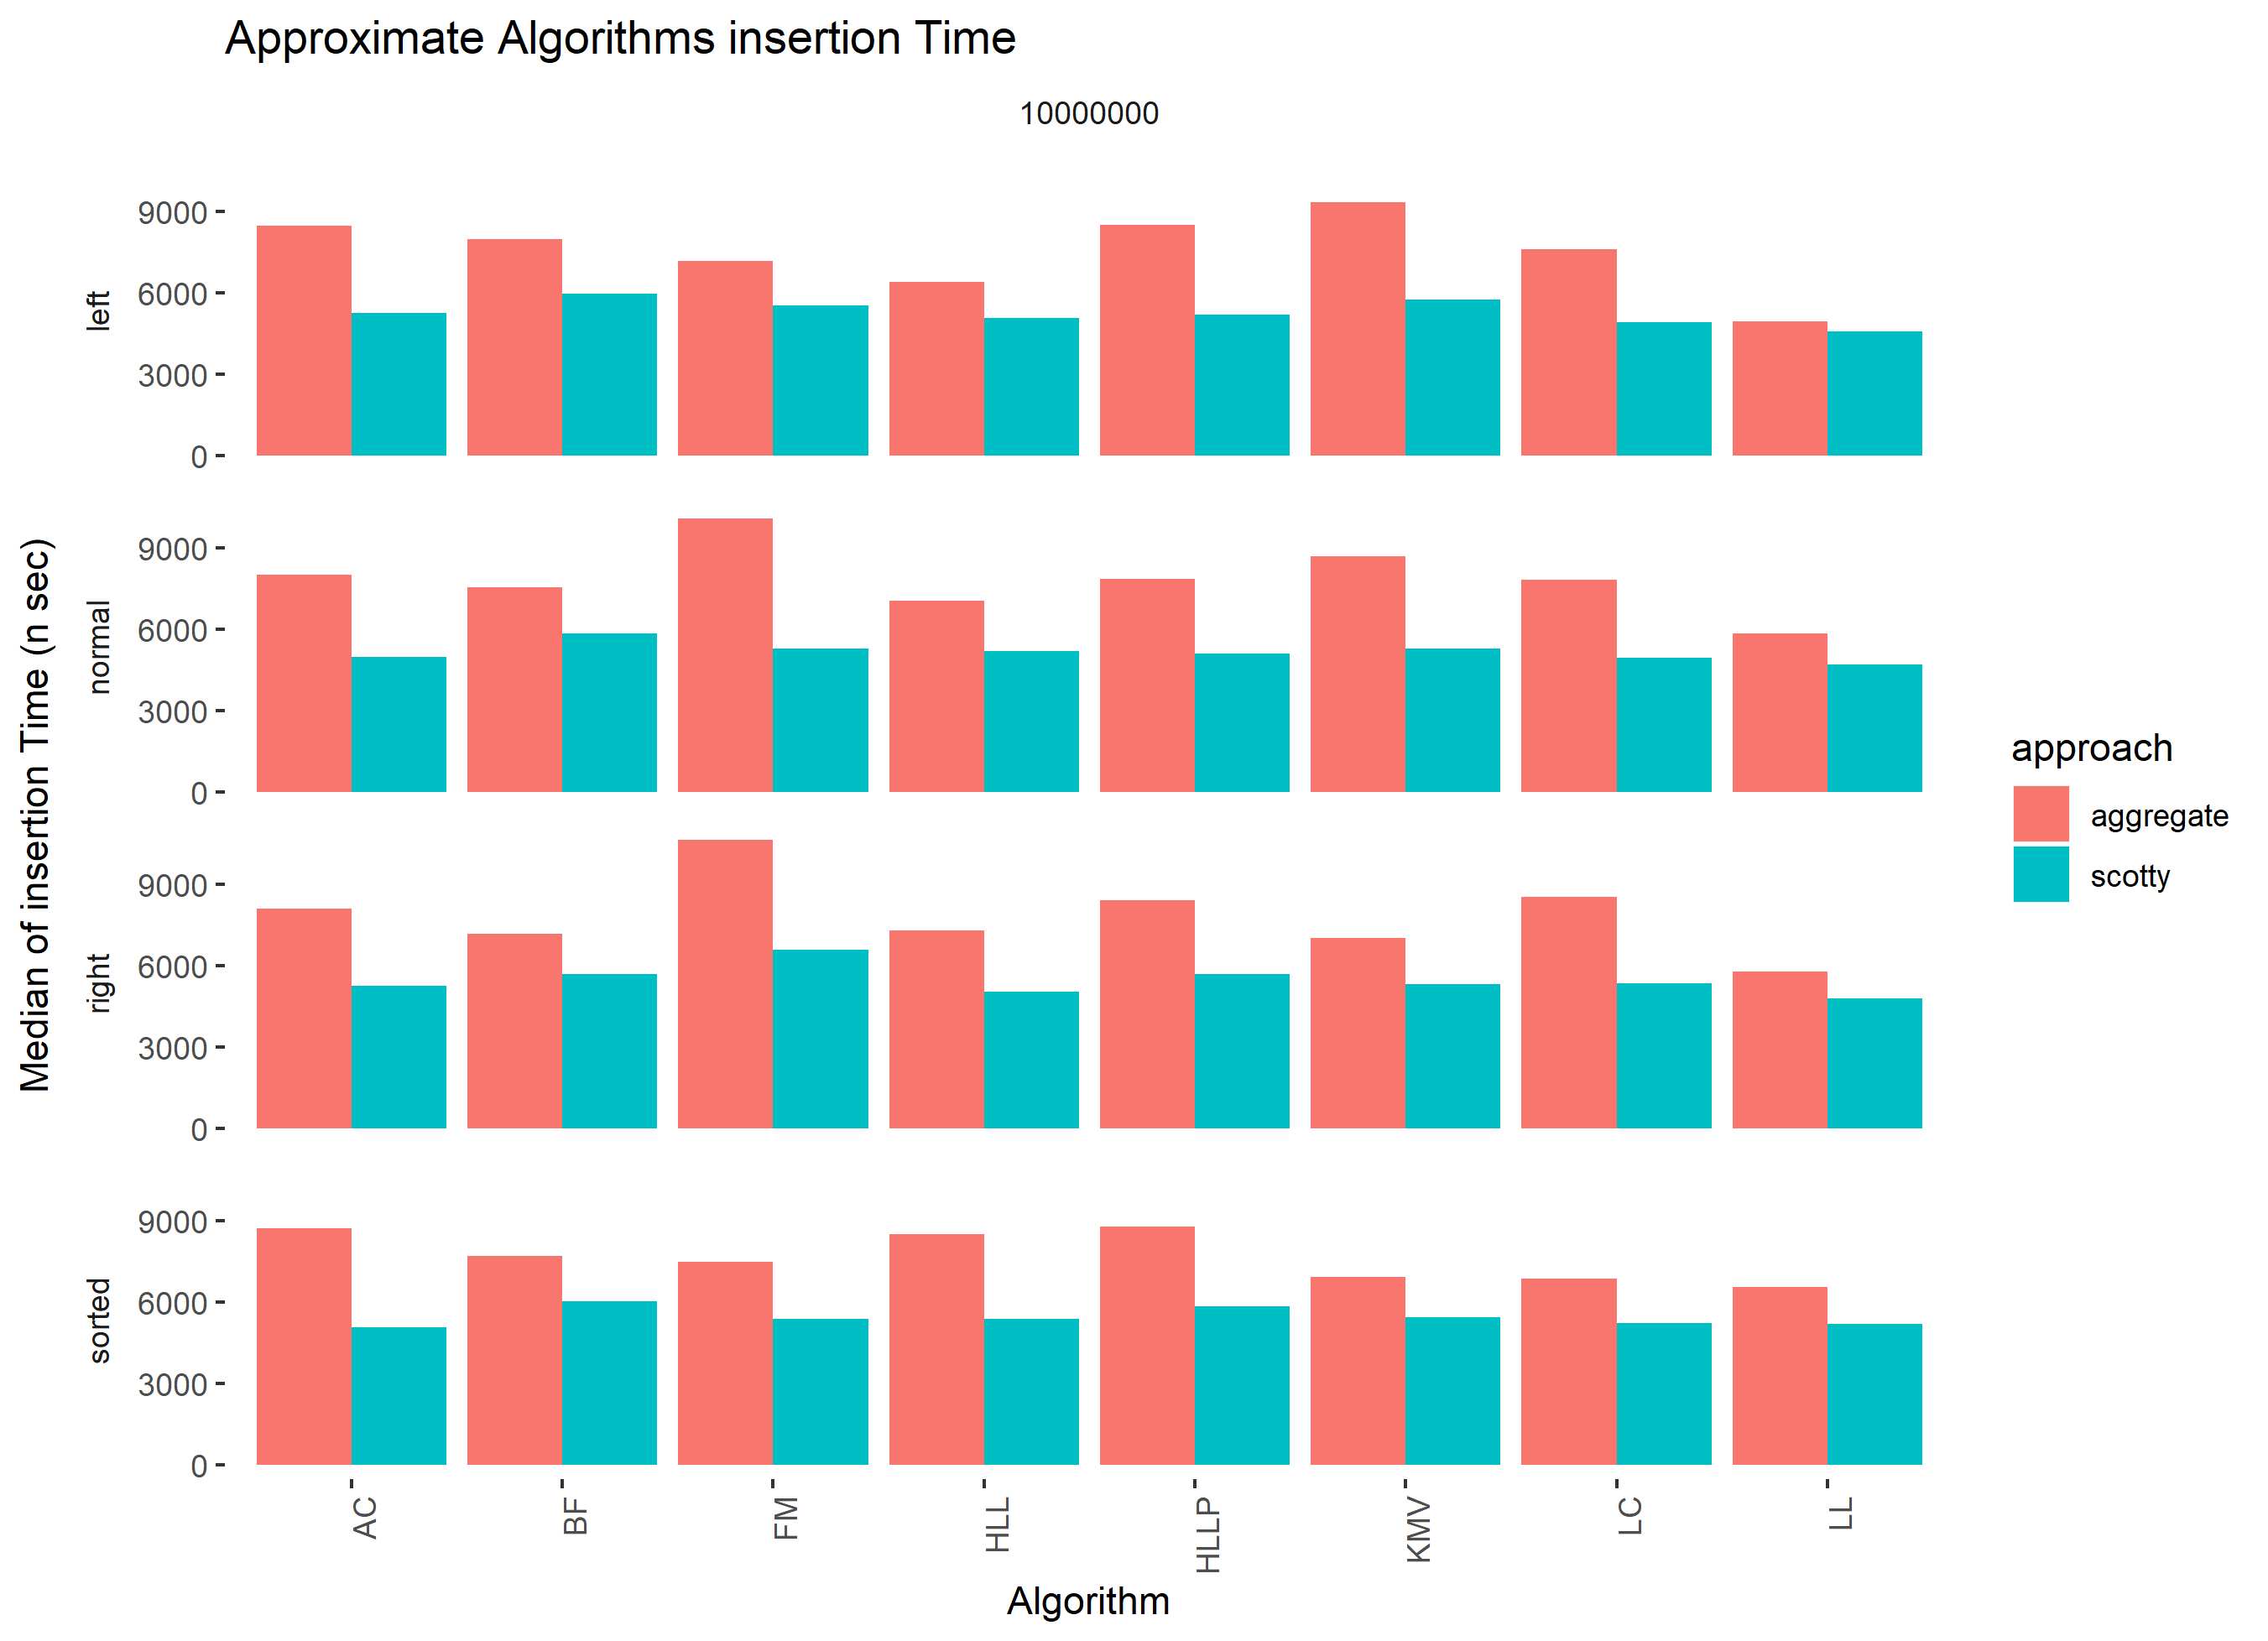 Approximate Algorithms insertion Time
10000000
Median of insertion Time (n sec)
left
9000
6000
3000
0
normal
9000
6000
3000
0
right
9000
6000
3000
0
sorted
9000
6000
3000
0
AC
BF
FM
HLL
HLLP
KMV
LC
LL
Algorithm
approach
aggregate
scotty